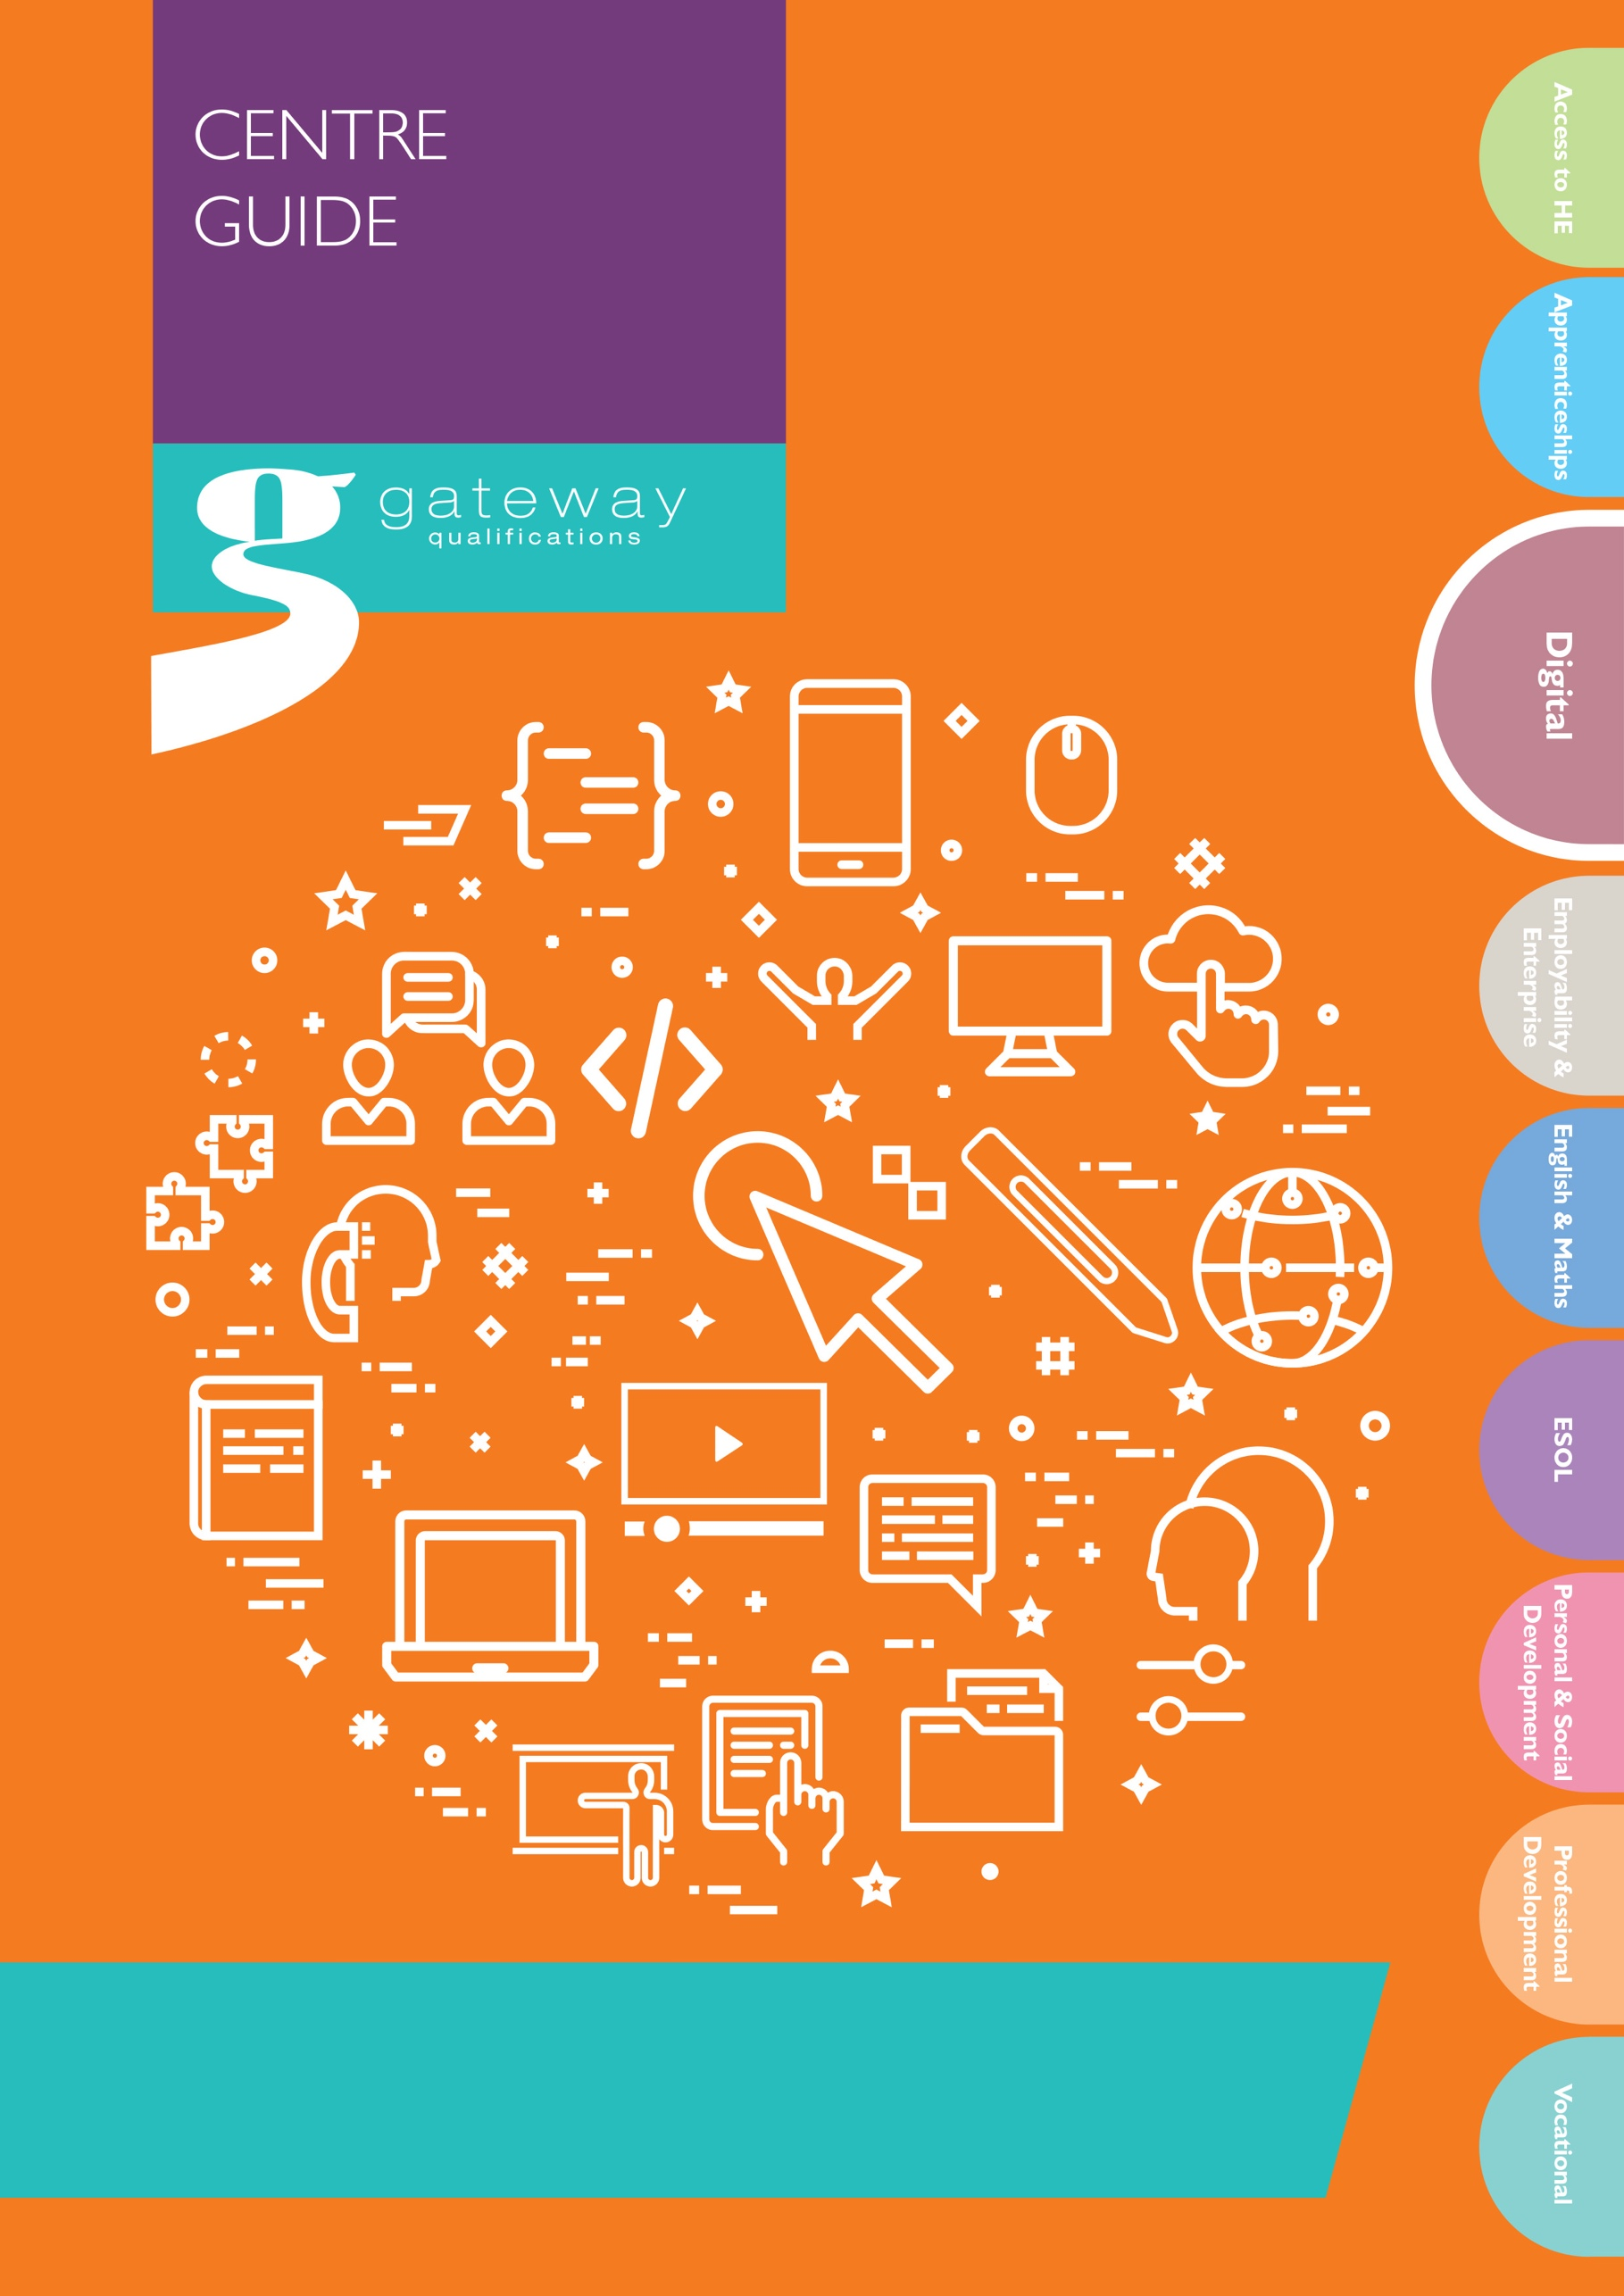 CENTRE
GUIDE
gateway
qualifications
Access to HE
Apprenticeships
Digital
Employability &
Enterprise
English & Maths
ESOL
Personal & Social
Development
Professional
Development
Vocational